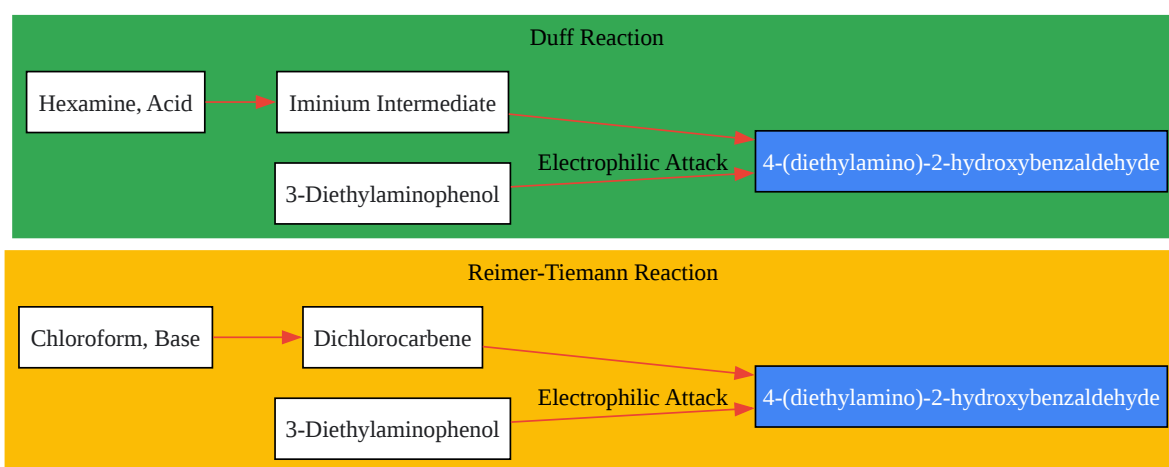 Duff Reaction
Hexamine, Acid
Iminium Intermediate
3-Diethylaminophenol
Electrophilic Attack
4-(diethylamino)-2-hydroxybenzaldehyde
Reimer-Tiemann Reaction
Chloroform, Base
Dichlorocarbene
3-Diethylaminophenol
Electrophilic Attack
4-(diethylamino)-2-hydroxybenzaldehyde